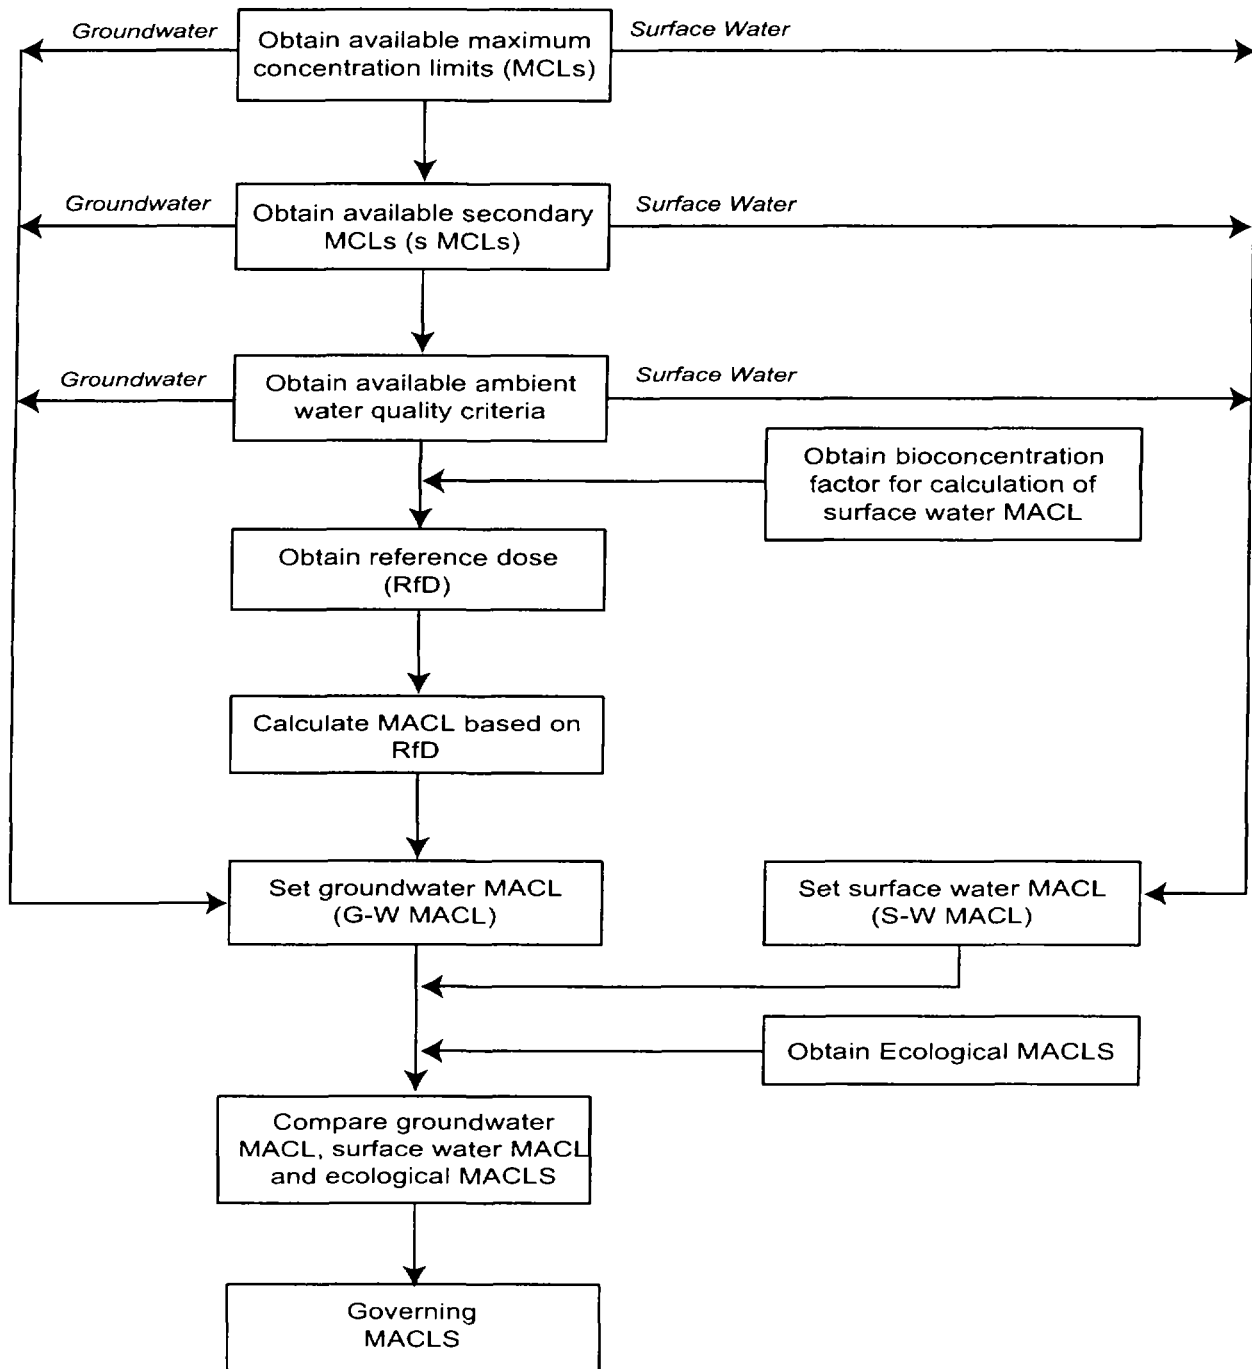 Groundwater
Obtain available maximum
concentration limits (MCLs)
Surface Water
Groundwater
Obtain available secondary
MCLs (s MCLs)
Surface Water
Groundwater
Obtain available ambient
water quality criteria
Surface Water
Obtain bioconcentration
factor for calculation of
surface water MACL
Obtain reference dose
(RfD)
Calculate MACL based on
RfD
Set groundwater MACL
(G-W MACL)
Set surface water MACL
(S-W MACL)
Obtain Ecological MACLS
Compare groundwater
MACL, surface water MACL
and ecological MACLS
Governing
MACLS